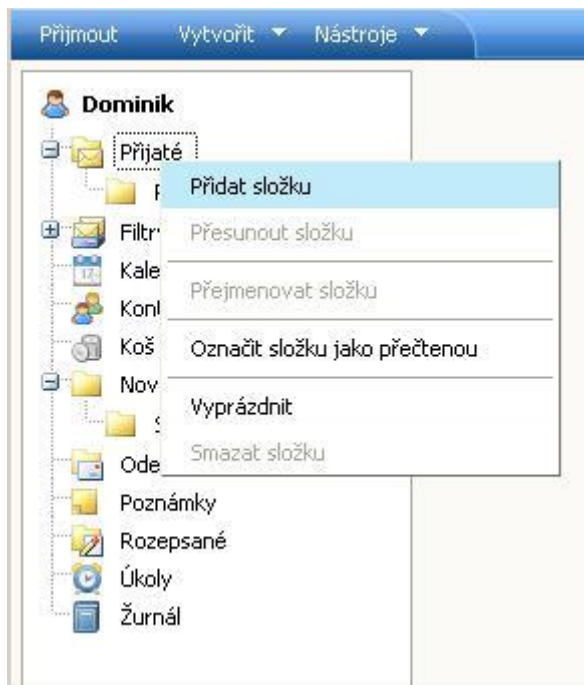 Přijmout Vytvořit Nástroje
Dominik
Přijaté
Přidat složku
Přesunout složku
Přejmenovat složku
Označit složku jako přečtenou
Vyprázdnit
Smazat složku
Koš
Poznámky
Rozepsané
Úkoly
Žurnál